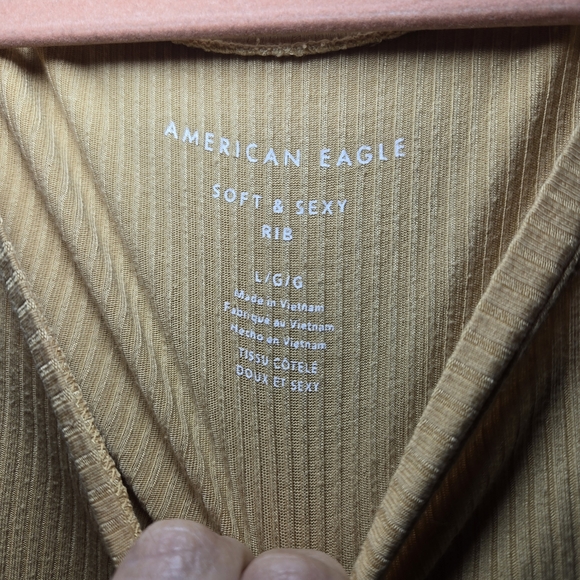 AMERICAN EAGLE
SOFT & SEXY
RIB
L/G/G
Made in Vietnam
Fabriqué au Vietnam
Hecho en Vietnam
TISSU CÔTELÉ
DOUX ET SEXY